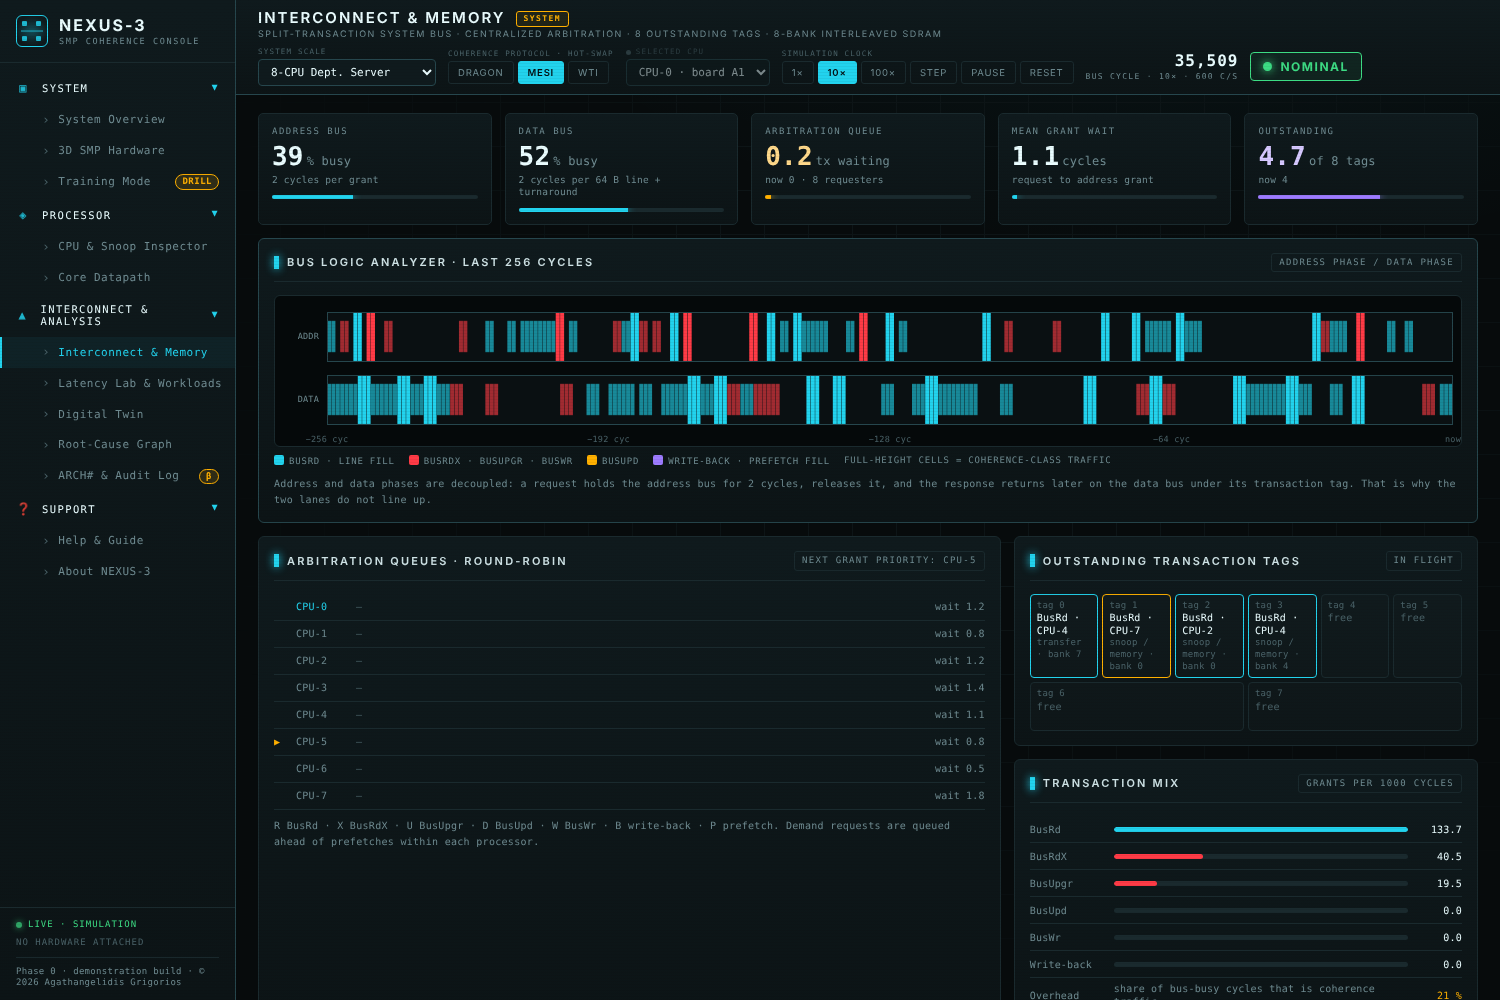 NEXUS-3
SMP COHERENCE CONSOLE
SYSTEM
System Overview
3D SMP Hardware
Training Mode DRILL
PROCESSOR
CPU & Snoop Inspector
Core Datapath
INTERCONNECT &
ANALYSIS
Interconnect & Memory
Latency Lab & Workloads
Digital Twin
Root-Cause Graph
ARCH# & Audit Log β
SUPPORT
Help & Guide
About NEXUS-3
LIVE · SIMULATION
NO HARDWARE ATTACHED
Phase 0 · demonstration build · ©
2026 Agathangelidis Grigorios
INTERCONNECT & MEMORY SYSTEM
SPLIT-TRANSACTION SYSTEM BUS · CENTRALIZED ARBITRATION · 8 OUTSTANDING TAGS · 8-BANK INTERLEAVED SDRAM
SYSTEM SCALE
8-CPU Dept. Server
COHERENCE PROTOCOL · HOT-SWAP
DRAGON MESI WTI
SELECTED CPU
CPU-0 · board A1
SIMULATION CLOCK
1× 10× 100× STEP PAUSE RESET
35,509
BUS CYCLE · 10× · 600 C/S
NOMINAL
ADDRESS BUS
39 % busy
2 cycles per grant
DATA BUS
52 % busy
2 cycles per 64 B line +
turnaround
ARBITRATION QUEUE
0.2 tx waiting
now 0 · 8 requesters
MEAN GRANT WAIT
1.1 cycles
request to address grant
OUTSTANDING
4.7 of 8 tags
now 4
BUS LOGIC ANALYZER · LAST 256 CYCLES
ADDRESS PHASE / DATA PHASE
ADDR
DATA
−256 cyc −192 cyc −128 cyc −64 cyc now
BUSRD · LINE FILL BUSRDX · BUSUPGR · BUSWR BUSUPD WRITE-BACK · PREFETCH FILL FULL-HEIGHT CELLS = COHERENCE-CLASS TRAFFIC
Address and data phases are decoupled: a request holds the address bus for 2 cycles, releases it, and the response returns later on the data bus under its transaction tag. That is why the
two lanes do not line up.
ARBITRATION QUEUES · ROUND-ROBIN
NEXT GRANT PRIORITY: CPU-5
CPU-0 — wait 1.2
CPU-1 — wait 0.8
CPU-2 — wait 1.2
CPU-3 — wait 1.4
CPU-4 — wait 1.1
▶ CPU-5 — wait 0.8
CPU-6 — wait 0.5
CPU-7 — wait 1.8
R BusRd · X BusRdX · U BusUpgr · D BusUpd · W BusWr · B write-back · P prefetch. Demand requests are queued
ahead of prefetches within each processor.
OUTSTANDING TRANSACTION TAGS
IN FLIGHT
tag 0
BusRd ·
CPU-4
transfer
· bank 7
tag 1
BusRd ·
CPU-7
snoop /
memory ·
bank 0
tag 2
BusRd ·
CPU-2
snoop /
memory ·
bank 0
tag 3
BusRd ·
CPU-4
snoop /
memory ·
bank 4
tag 4
free
tag 5
free
tag 6
free
tag 7
free
TRANSACTION MIX
GRANTS PER 1000 CYCLES
BusRd 133.7
BusRdX 40.5
BusUpgr 19.5
BusUpd 0.0
BusWr 0.0
Write-back 0.0
Overhead share of bus-busy cycles that is coherence 21 %